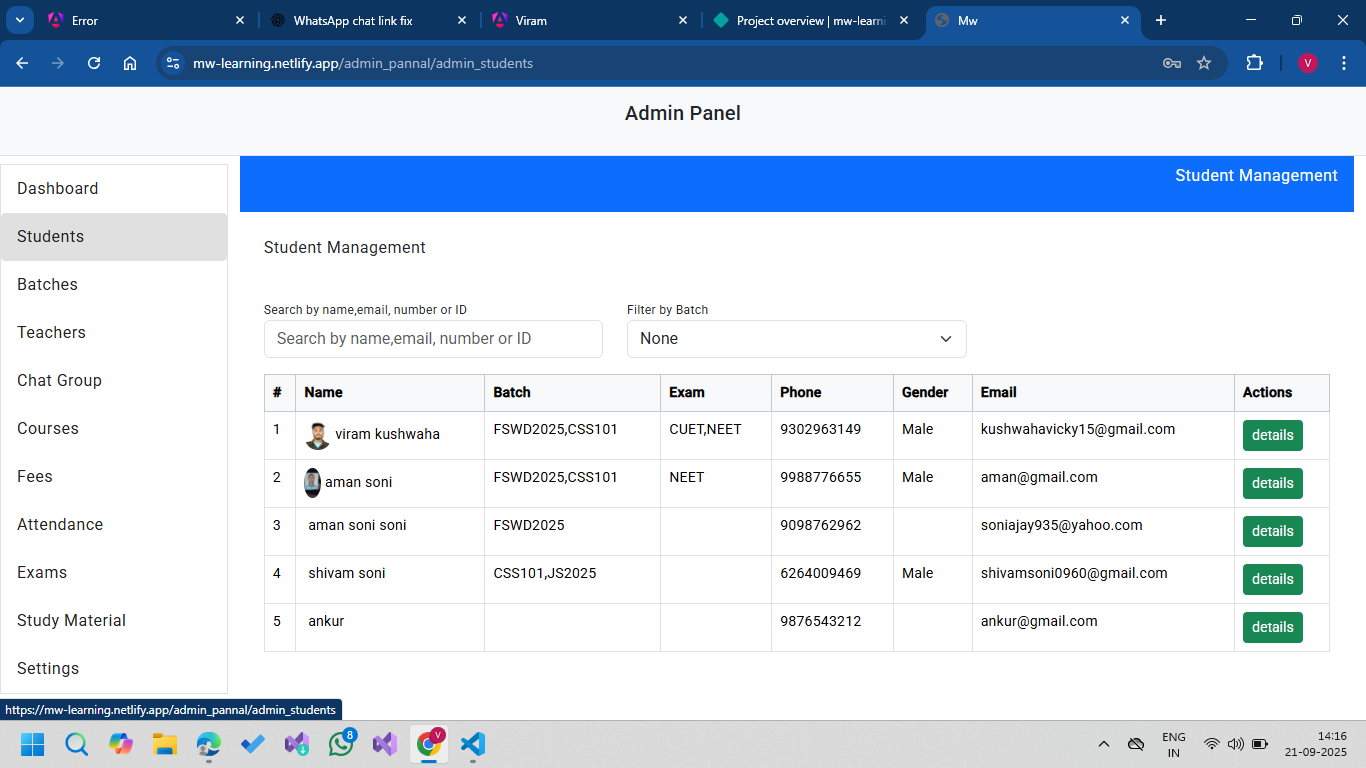 Error
WhatsApp chat link fix
Viram
Project overview | mw-learni
Mw
mw-learning.netlify.app/admin_pannal/admin_students
V
Admin Panel
Dashboard
Students
Batches
Teachers
Chat Group
Courses
Fees
Attendance
Exams
Study Material
Settings
Student Management
Student Management
Search by name,email, number or ID
Filter by Batch
Search by name,email, number or ID
None
# Name Batch Exam Phone Gender Email Actions
1 viram kushwaha FSWD2025,CSS101 CUET,NEET 9302963149 Male kushwahavicky15@gmail.com details
2 aman soni FSWD2025,CSS101 NEET 9988776655 Male aman@gmail.com details
3 aman soni soni FSWD2025 9098762962 soniajay935@yahoo.com details
4 shivam soni CSS101,JS2025 6264009469 Male shivamsoni0960@gmail.com details
5 ankur 9876543212 ankur@gmail.com details
https://mw-learning.netlify.app/admin_pannal/admin_students
8
V
ENG
IN
14:16
21-09-2025